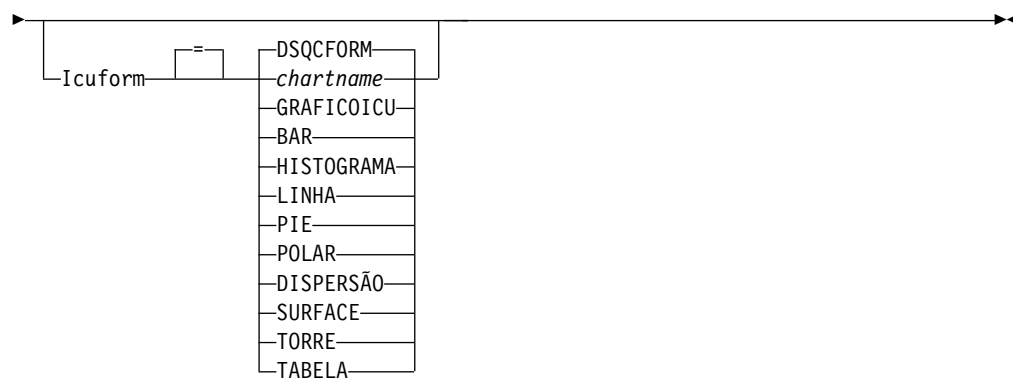 = DSQCFORM
Icuform chartname
GRAFICOICU
BAR
HISTOGRAMA
LINHA
PIE
POLAR
DISPERSÃO
SURFACE
TORRE
TABELA